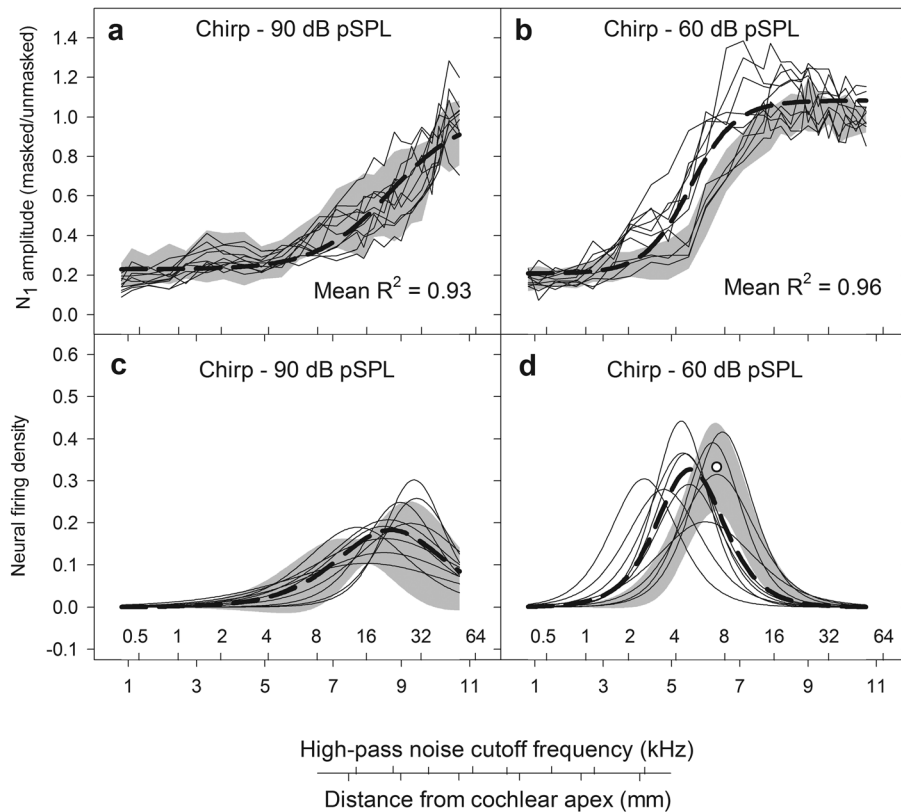 a
Chirp - 90 dB pSPL
b
Chirp - 60 dB pSPL
1.4
1.2
1.0
0.8
0.6
0.4
0.2
0.0
N1 amplitude (masked/unmasked)
Mean R² = 0.93
Mean R² = 0.96
c
Chirp - 90 dB pSPL
d
Chirp - 60 dB pSPL
0.6
0.5
0.4
0.3
0.2
0.1
0.0
-0.1
Neural firing density
0.5 1 2 4 8 16 32 64
0.5 1 2 4 8 16 32 64
1 3 5 7 9 11
1 3 5 7 9 11
High-pass noise cutoff frequency (kHz)
Distance from cochlear apex (mm)